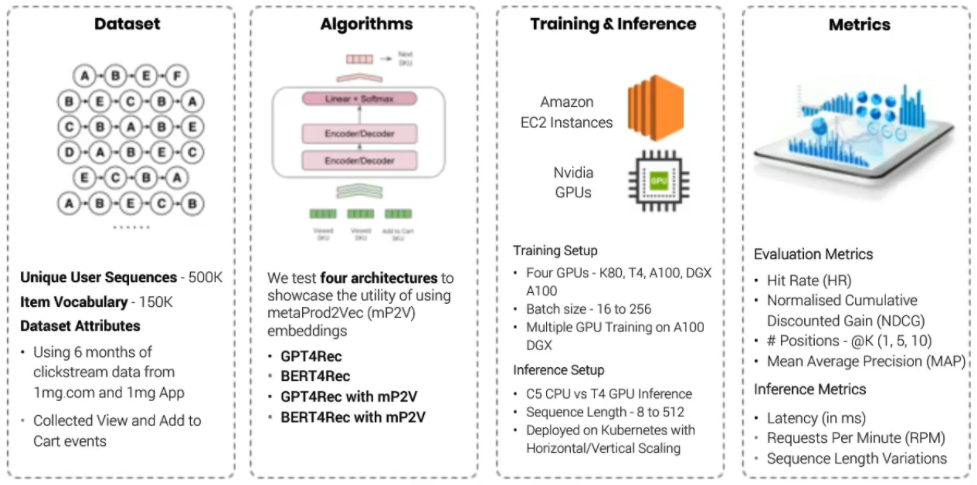 Dataset
A B E F
B E C B A
C B A B E
D A B E C
E C B A
A B E C B
......
Unique User Sequences - 500K
Item Vocabulary - 150K
Dataset Attributes
• Using 6 months of
clickstream data from
1mg.com and 1mg App
• Collected View and Add to
Cart events
Algorithms
Next
SKU
Linear + Softmax
Encoder/Decoder
Encoder/Decoder
Viewed
SKU
Viewed
SKU
Add to Cart
SKU
We test four architectures to
showcase the utility of using
metaProd2Vec (mP2V)
embeddings
• GPT4Rec
• BERT4Rec
• GPT4Rec with mP2V
• BERT4Rec with mP2V
Training & Inference
Amazon
EC2 Instances
Nvidia
GPUs
GPU
Training Setup
• Four GPUs - K80, T4, A100, DGX
A100
• Batch size - 16 to 256
• Multiple GPU Training on A100
DGX
Inference Setup
• C5 CPU vs T4 GPU Inference
• Sequence Length - 8 to 512
• Deployed on Kubernetes with
Horizontal/Vertical Scaling
Metrics
Evaluation Metrics
• Hit Rate (HR)
• Normalised Cumulative
Discounted Gain (NDCG)
• # Positions - @K (1, 5, 10)
• Mean Average Precision (MAP)
Inference Metrics
• Latency (in ms)
• Requests Per Minute (RPM)
• Sequence Length Variations